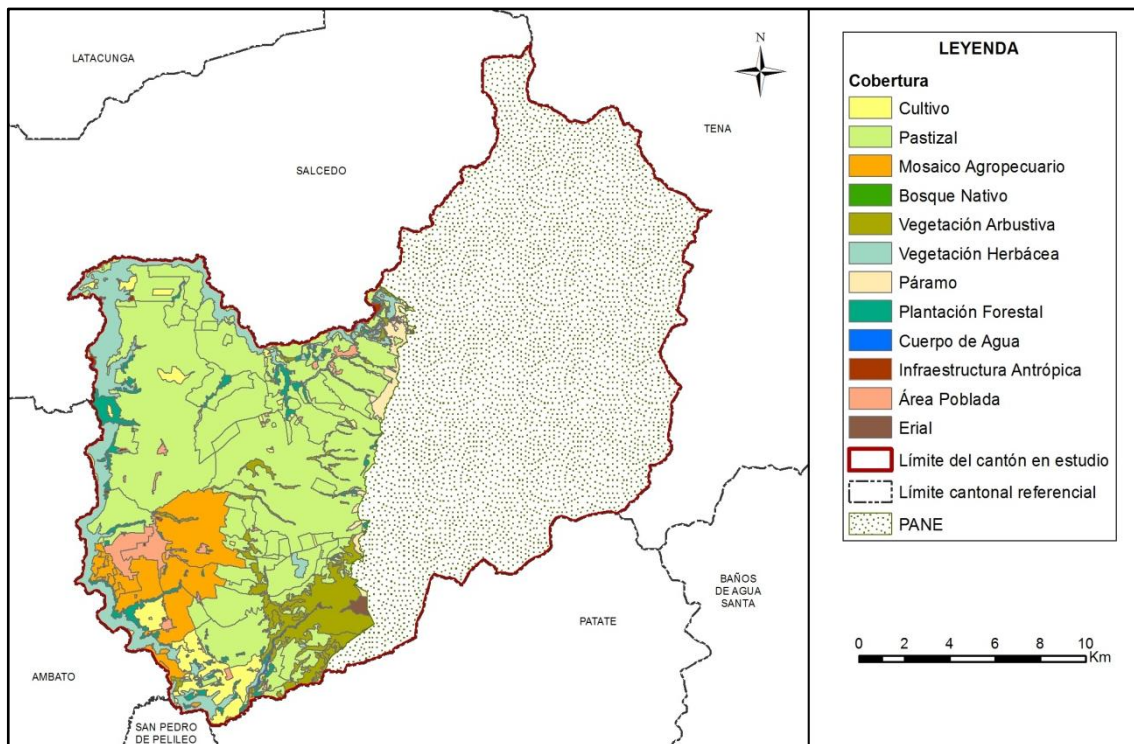 LATACUNGA
N
TENA
SALCEDO
BAÑOS
DE AGUA
SANTA
PATATE
AMBATO
SAN PEDRO
DE PELILEO
LEYENDA
Cobertura
Cultivo
Pastizal
Mosaico Agropecuario
Bosque Nativo
Vegetación Arbustiva
Vegetación Herbácea
Páramo
Plantación Forestal
Cuerpo de Agua
Infraestructura Antrópica
Área Poblada
Erial
Límite del cantón en estudio
Límite cantonal referencial
PANE
0 2 4 6 8 10
Km